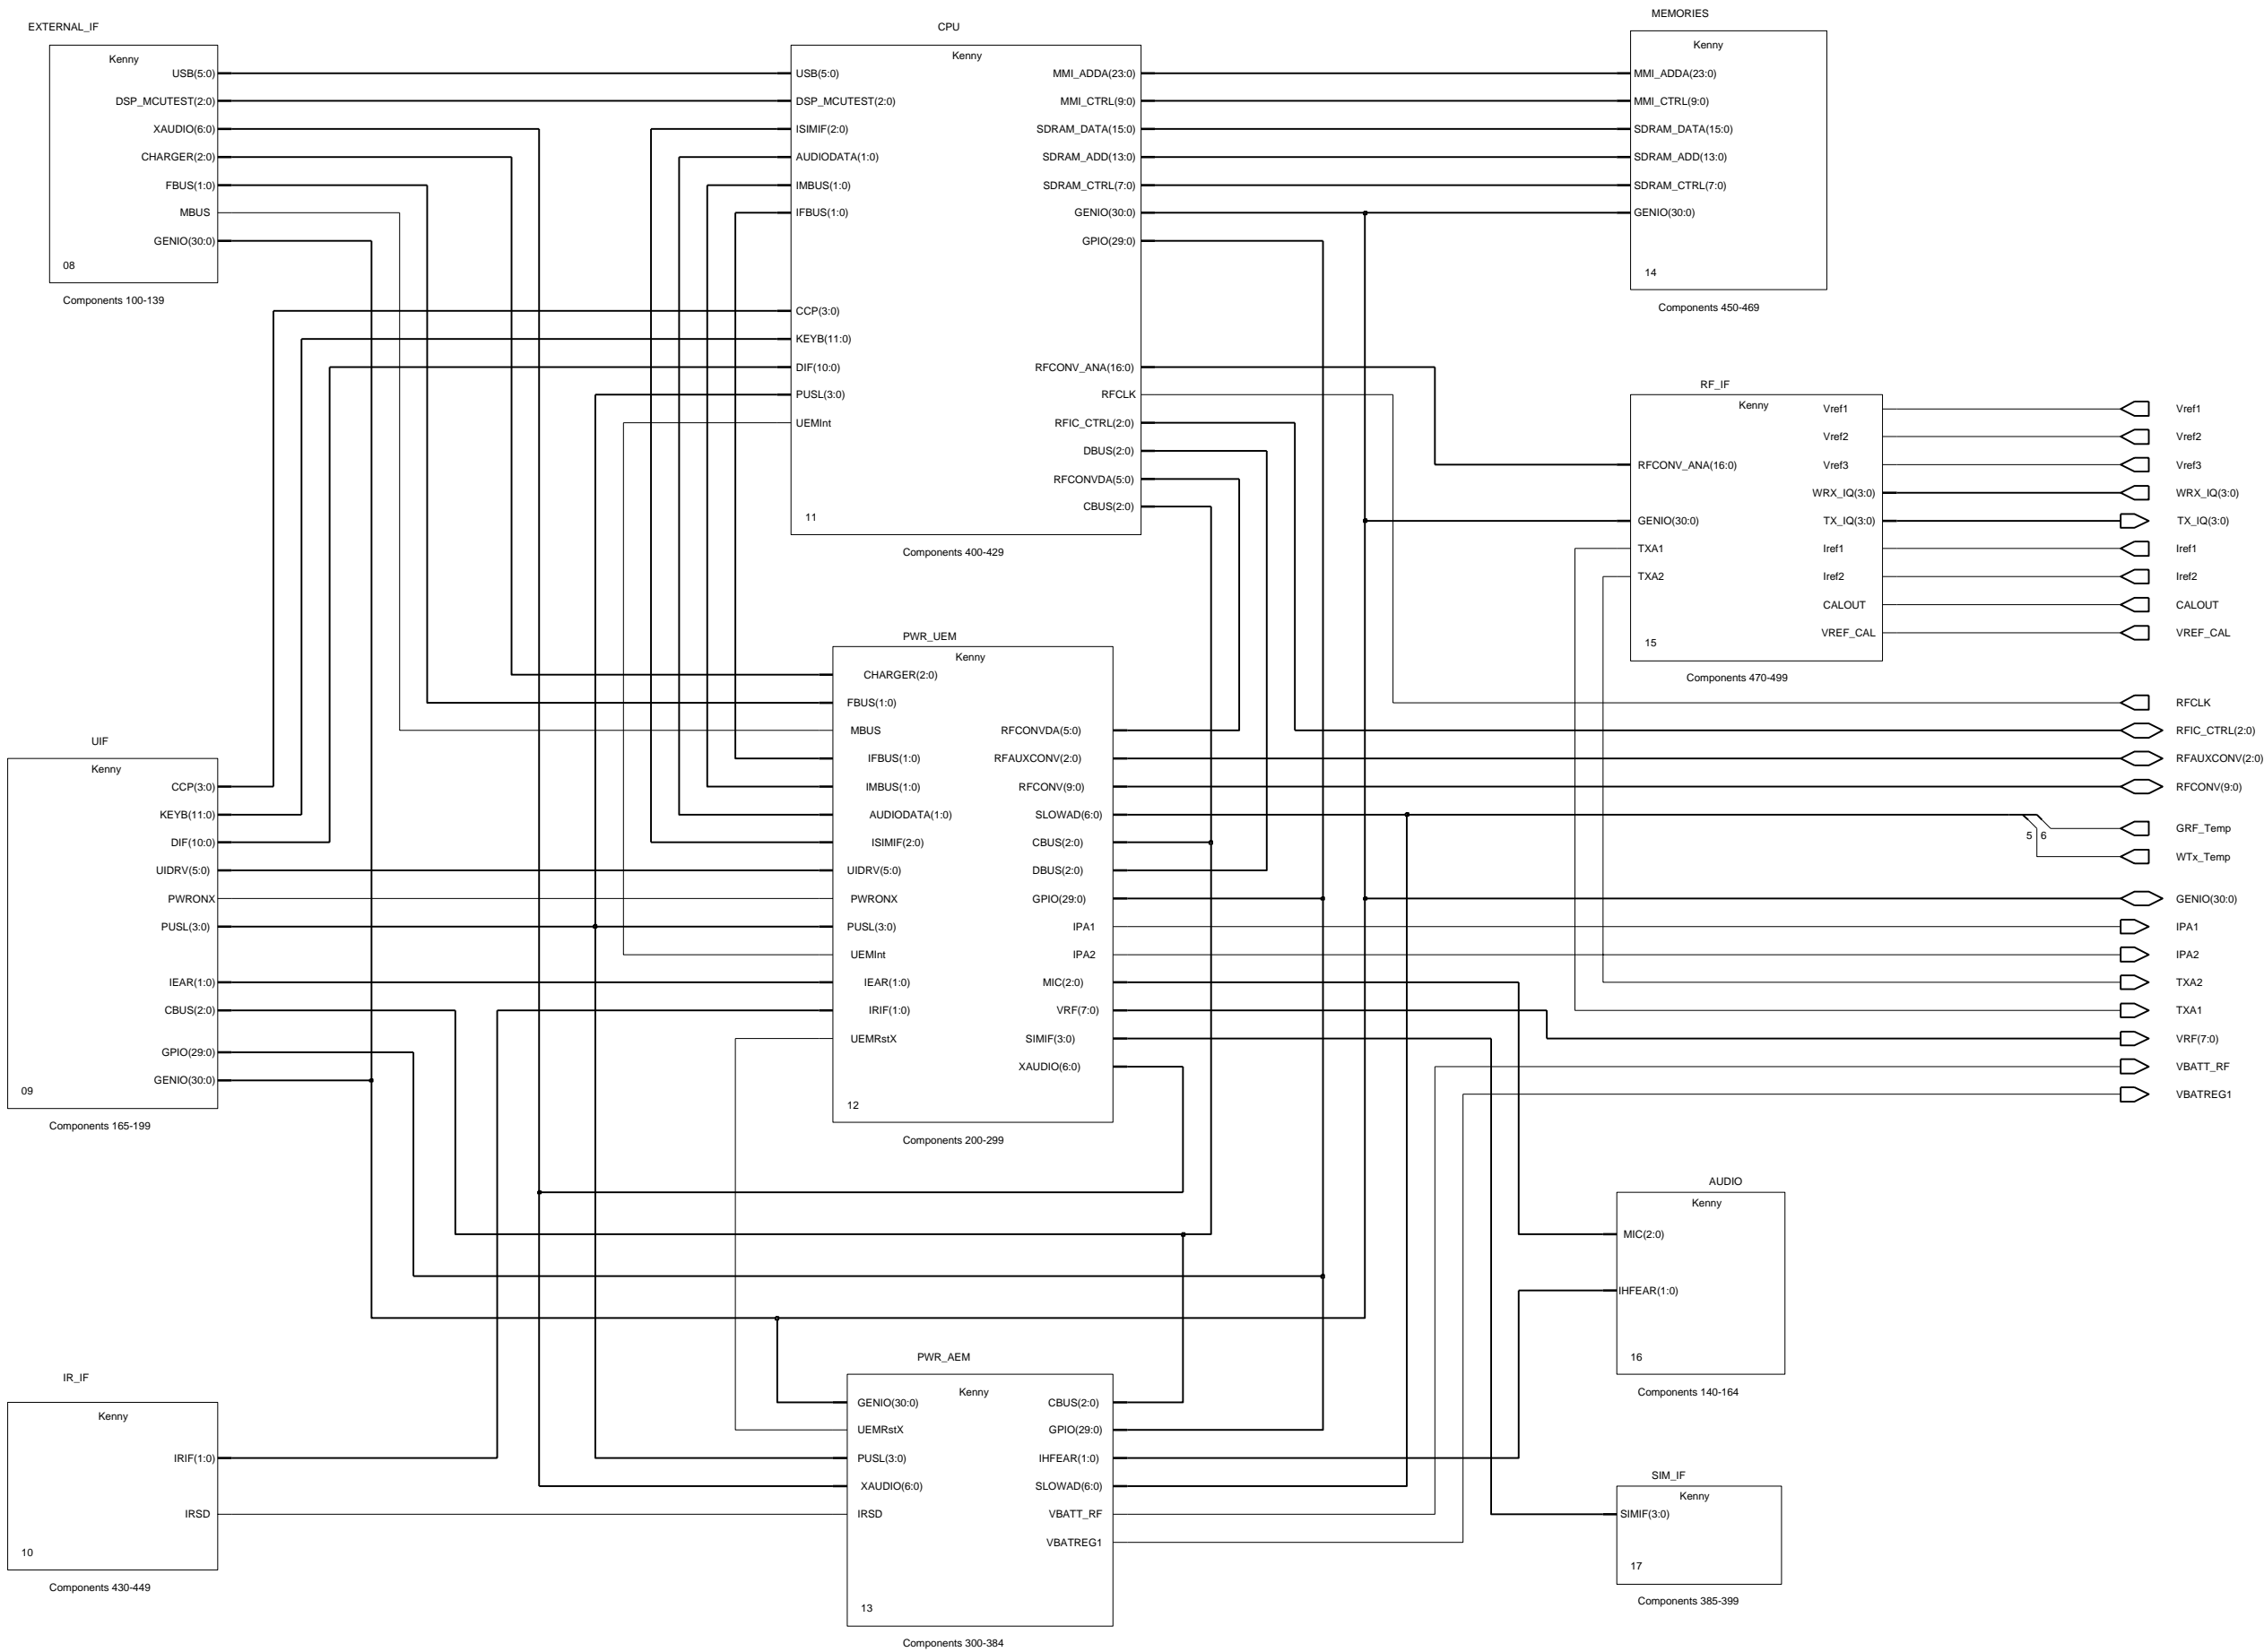 EXTERNAL_IF
Kenny
USB(5:0)
DSP_MCUTEST(2:0)
XAUDIO(6:0)
CHARGER(2:0)
FBUS(1:0)
MBUS
GENIO(30:0)
08
Components 100-139
CPU
Kenny
USB(5:0)
DSP_MCUTEST(2:0)
ISIMIF(2:0)
AUDIODATA(1:0)
IMBUS(1:0)
IFBUS(1:0)
CCP(3:0)
KEYB(11:0)
DIF(10:0)
PUSL(3:0)
UEMInt
MMI_ADDA(23:0)
MMI_CTRL(9:0)
SDRAM_DATA(15:0)
SDRAM_ADD(13:0)
SDRAM_CTRL(7:0)
GENIO(30:0)
GPIO(29:0)
RFCONV_ANA(16:0)
RFCLK
RFIC_CTRL(2:0)
DBUS(2:0)
RFCONVDA(5:0)
CBUS(2:0)
11
Components 400-429
MEMORIES
Kenny
MMI_ADDA(23:0)
MMI_CTRL(9:0)
SDRAM_DATA(15:0)
SDRAM_ADD(13:0)
SDRAM_CTRL(7:0)
GENIO(30:0)
14
Components 450-469
RF_IF
Kenny
RFCONV_ANA(16:0)
GENIO(30:0)
TXA1
TXA2
Vref1
Vref2
Vref3
WRX_IQ(3:0)
TX_IQ(3:0)
Iref1
Iref2
CALOUT
VREF_CAL
15
Components 470-499
Vref1
Vref2
Vref3
WRX_IQ(3:0)
TX_IQ(3:0)
Iref1
Iref2
CALOUT
VREF_CAL
RFCLK
RFIC_CTRL(2:0)
RFAUXCONV(2:0)
RFCONV(9:0)
5 6
GRF_Temp
WTx_Temp
GENIO(30:0)
IPA1
IPA2
TXA2
TXA1
VRF(7:0)
VBATT_RF
VBATREG1
UIF
Kenny
CCP(3:0)
KEYB(11:0)
DIF(10:0)
UIDRV(5:0)
PWRONX
PUSL(3:0)
IEAR(1:0)
CBUS(2:0)
GPIO(29:0)
GENIO(30:0)
09
Components 165-199
PWR_UEM
Kenny
CHARGER(2:0)
FBUS(1:0)
MBUS
IFBUS(1:0)
IMBUS(1:0)
AUDIODATA(1:0)
ISIMIF(2:0)
UIDRV(5:0)
PWRONX
PUSL(3:0)
UEMInt
IEAR(1:0)
IRIF(1:0)
UEMRstX
RFCONVDA(5:0)
RFAUXCONV(2:0)
RFCONV(9:0)
SLOWAD(6:0)
CBUS(2:0)
DBUS(2:0)
GPIO(29:0)
IPA1
IPA2
MIC(2:0)
VRF(7:0)
SIMIF(3:0)
XAUDIO(6:0)
12
Components 200-299
AUDIO
Kenny
MIC(2:0)
IHFEAR(1:0)
16
Components 140-164
IR_IF
Kenny
IRIF(1:0)
IRSD
10
Components 430-449
PWR_AEM
Kenny
GENIO(30:0)
UEMRstX
PUSL(3:0)
XAUDIO(6:0)
IRSD
CBUS(2:0)
GPIO(29:0)
IHFEAR(1:0)
SLOWAD(6:0)
VBATT_RF
VBATREG1
13
Components 300-384
SIM_IF
Kenny
SIMIF(3:0)
17
Components 385-399